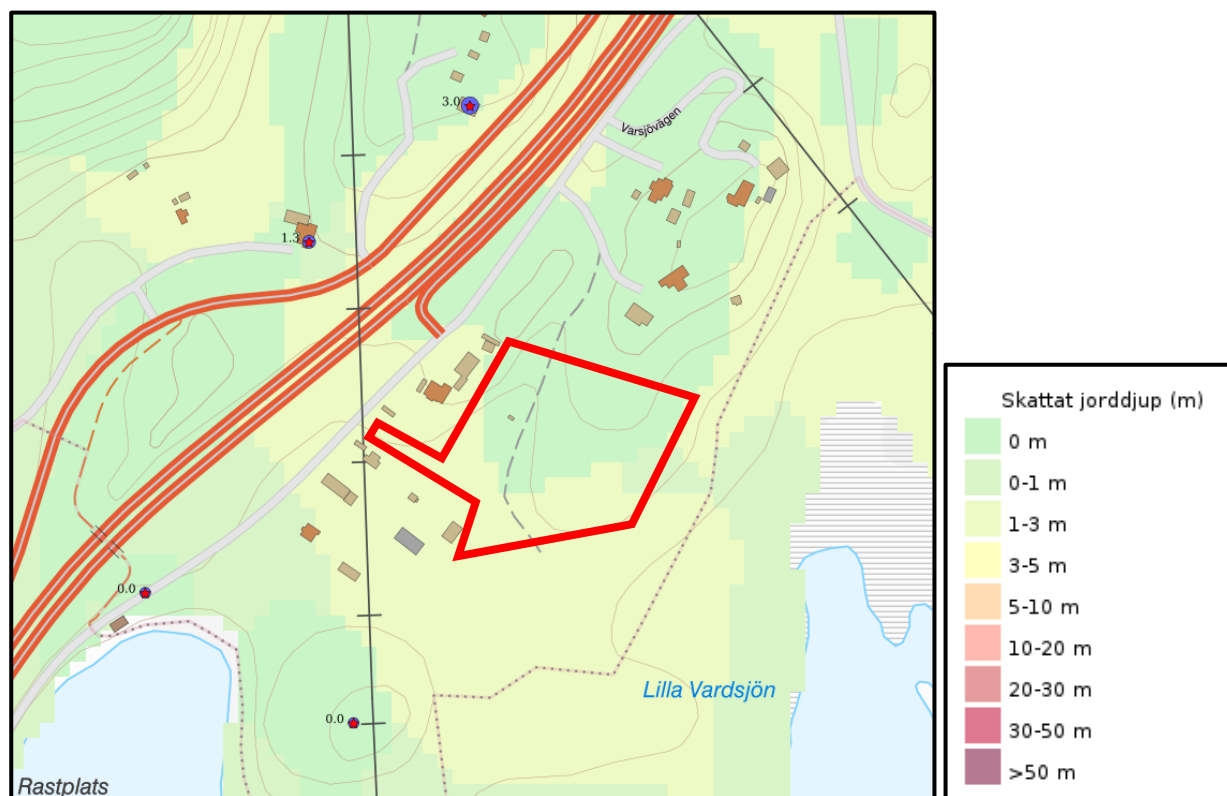 3.0
Varsjövägen
1.3
0.0
0.0
Lilla Vardsjön
Rastplats
Skattat jorddjup (m)
0 m
0-1 m
1-3 m
3-5 m
5-10 m
10-20 m
20-30 m
30-50 m
>50 m